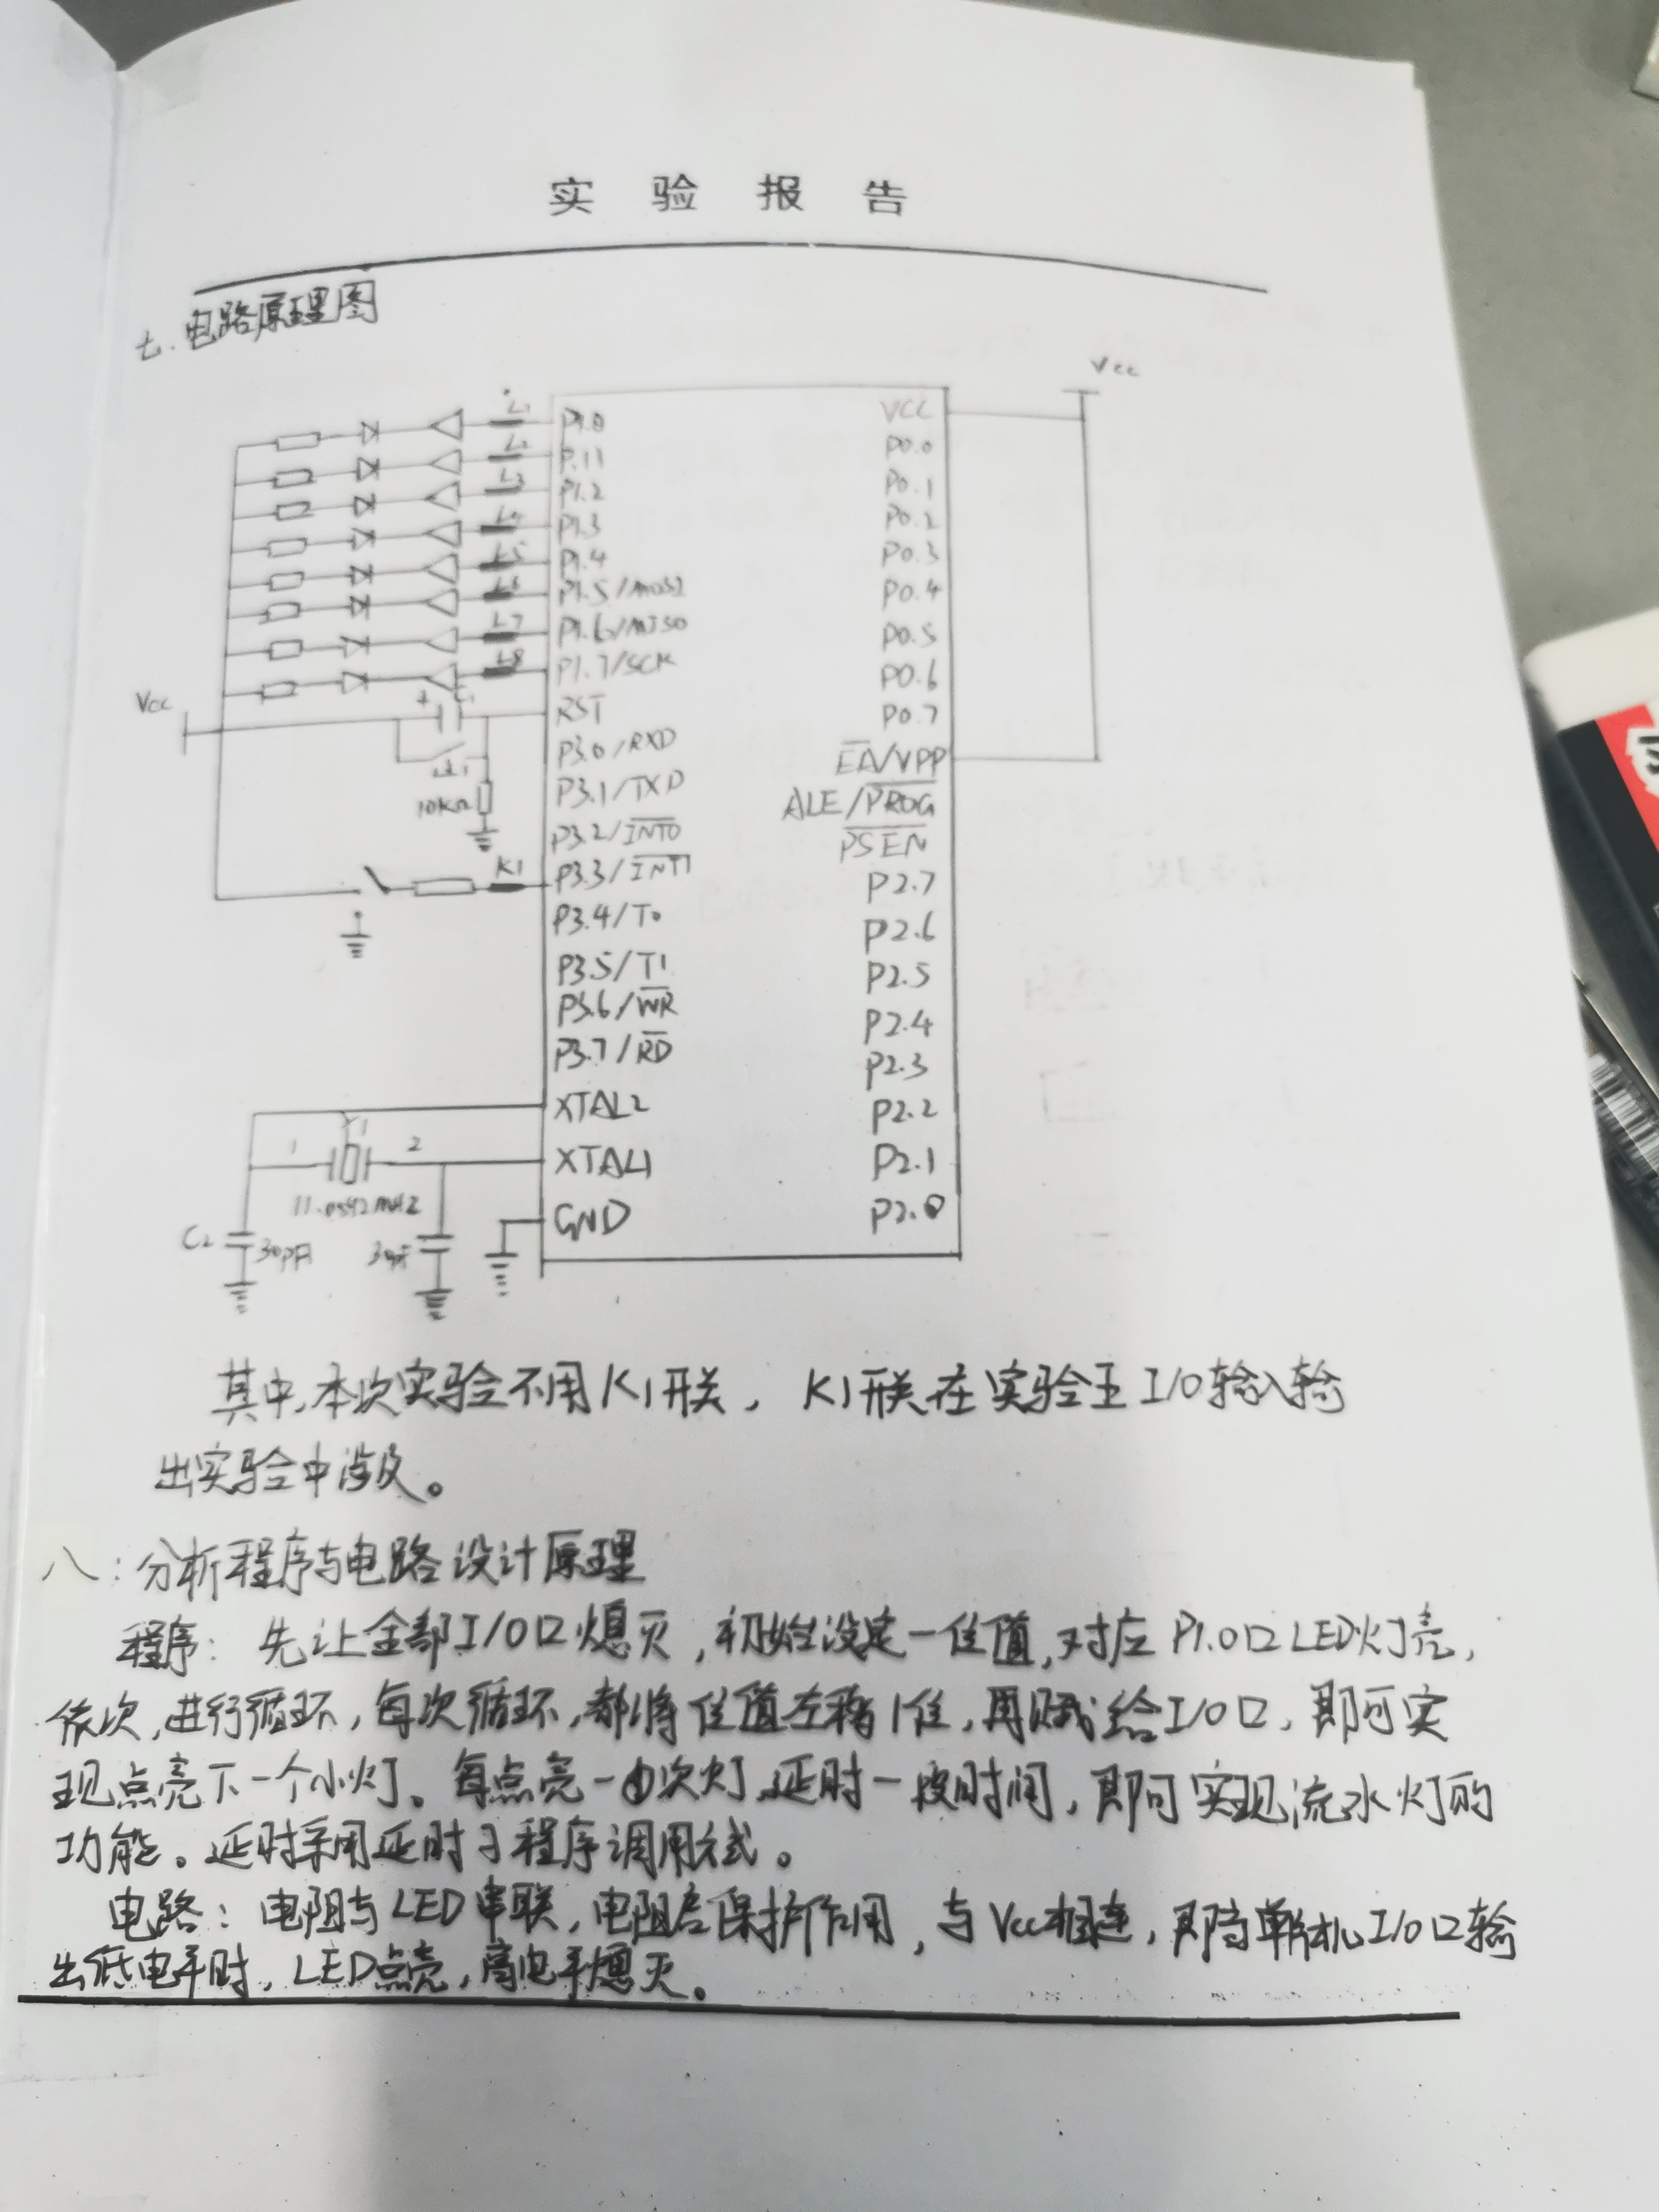 实 验 报 告
七.电路原理图
Vcc
L1 P1.0 VCC
L2 P.11 P0.0
L3 P1.2 P0.1
L4 P1.3 P0.2
L5 P1.4 P0.3
L6 P1.5/MOSI P0.4
L7 P1.6/MISO P0.5
L8 P1.7/SCK P0.6
Vcc + C1 RST P0.7
P3.0/RXD EA/VPP
10KΩ P3.1/TXD ALE/PROG
P3.2/INT0 PSEN
K1 P3.3/INT1 P2.7
P3.4/T0 P2.6
P3.5/T1 P2.5
P3.6/WR P2.4
P3.7/RD P2.3
XTAL2 P2.2
Y1
1 2 XTAL1 P2.1
11.0592MHZ
GND P2.0
C2 30pF 30pF
其中,本次实验不用K1开关, K1开关在实验五I/O输入输
出实验中涉及。
八:分析程序与电路设计原理
程序: 先让全部I/O口熄灭,初始设定一位值,对应P1.0口LED灯亮,
依次,进行循环,每次循环,都将位值左移1位,再赋给I/O口,即可实
现点亮下一个小灯。每点亮一次灯,延时一段时间,即可实现流水灯的
功能。延时采用延时子程序调用方式。
电路: 电阻与LED串联,电阻起保护作用,与Vcc相连,即当单片机I/O口输
出低电平时, LED点亮,高电平熄灭。